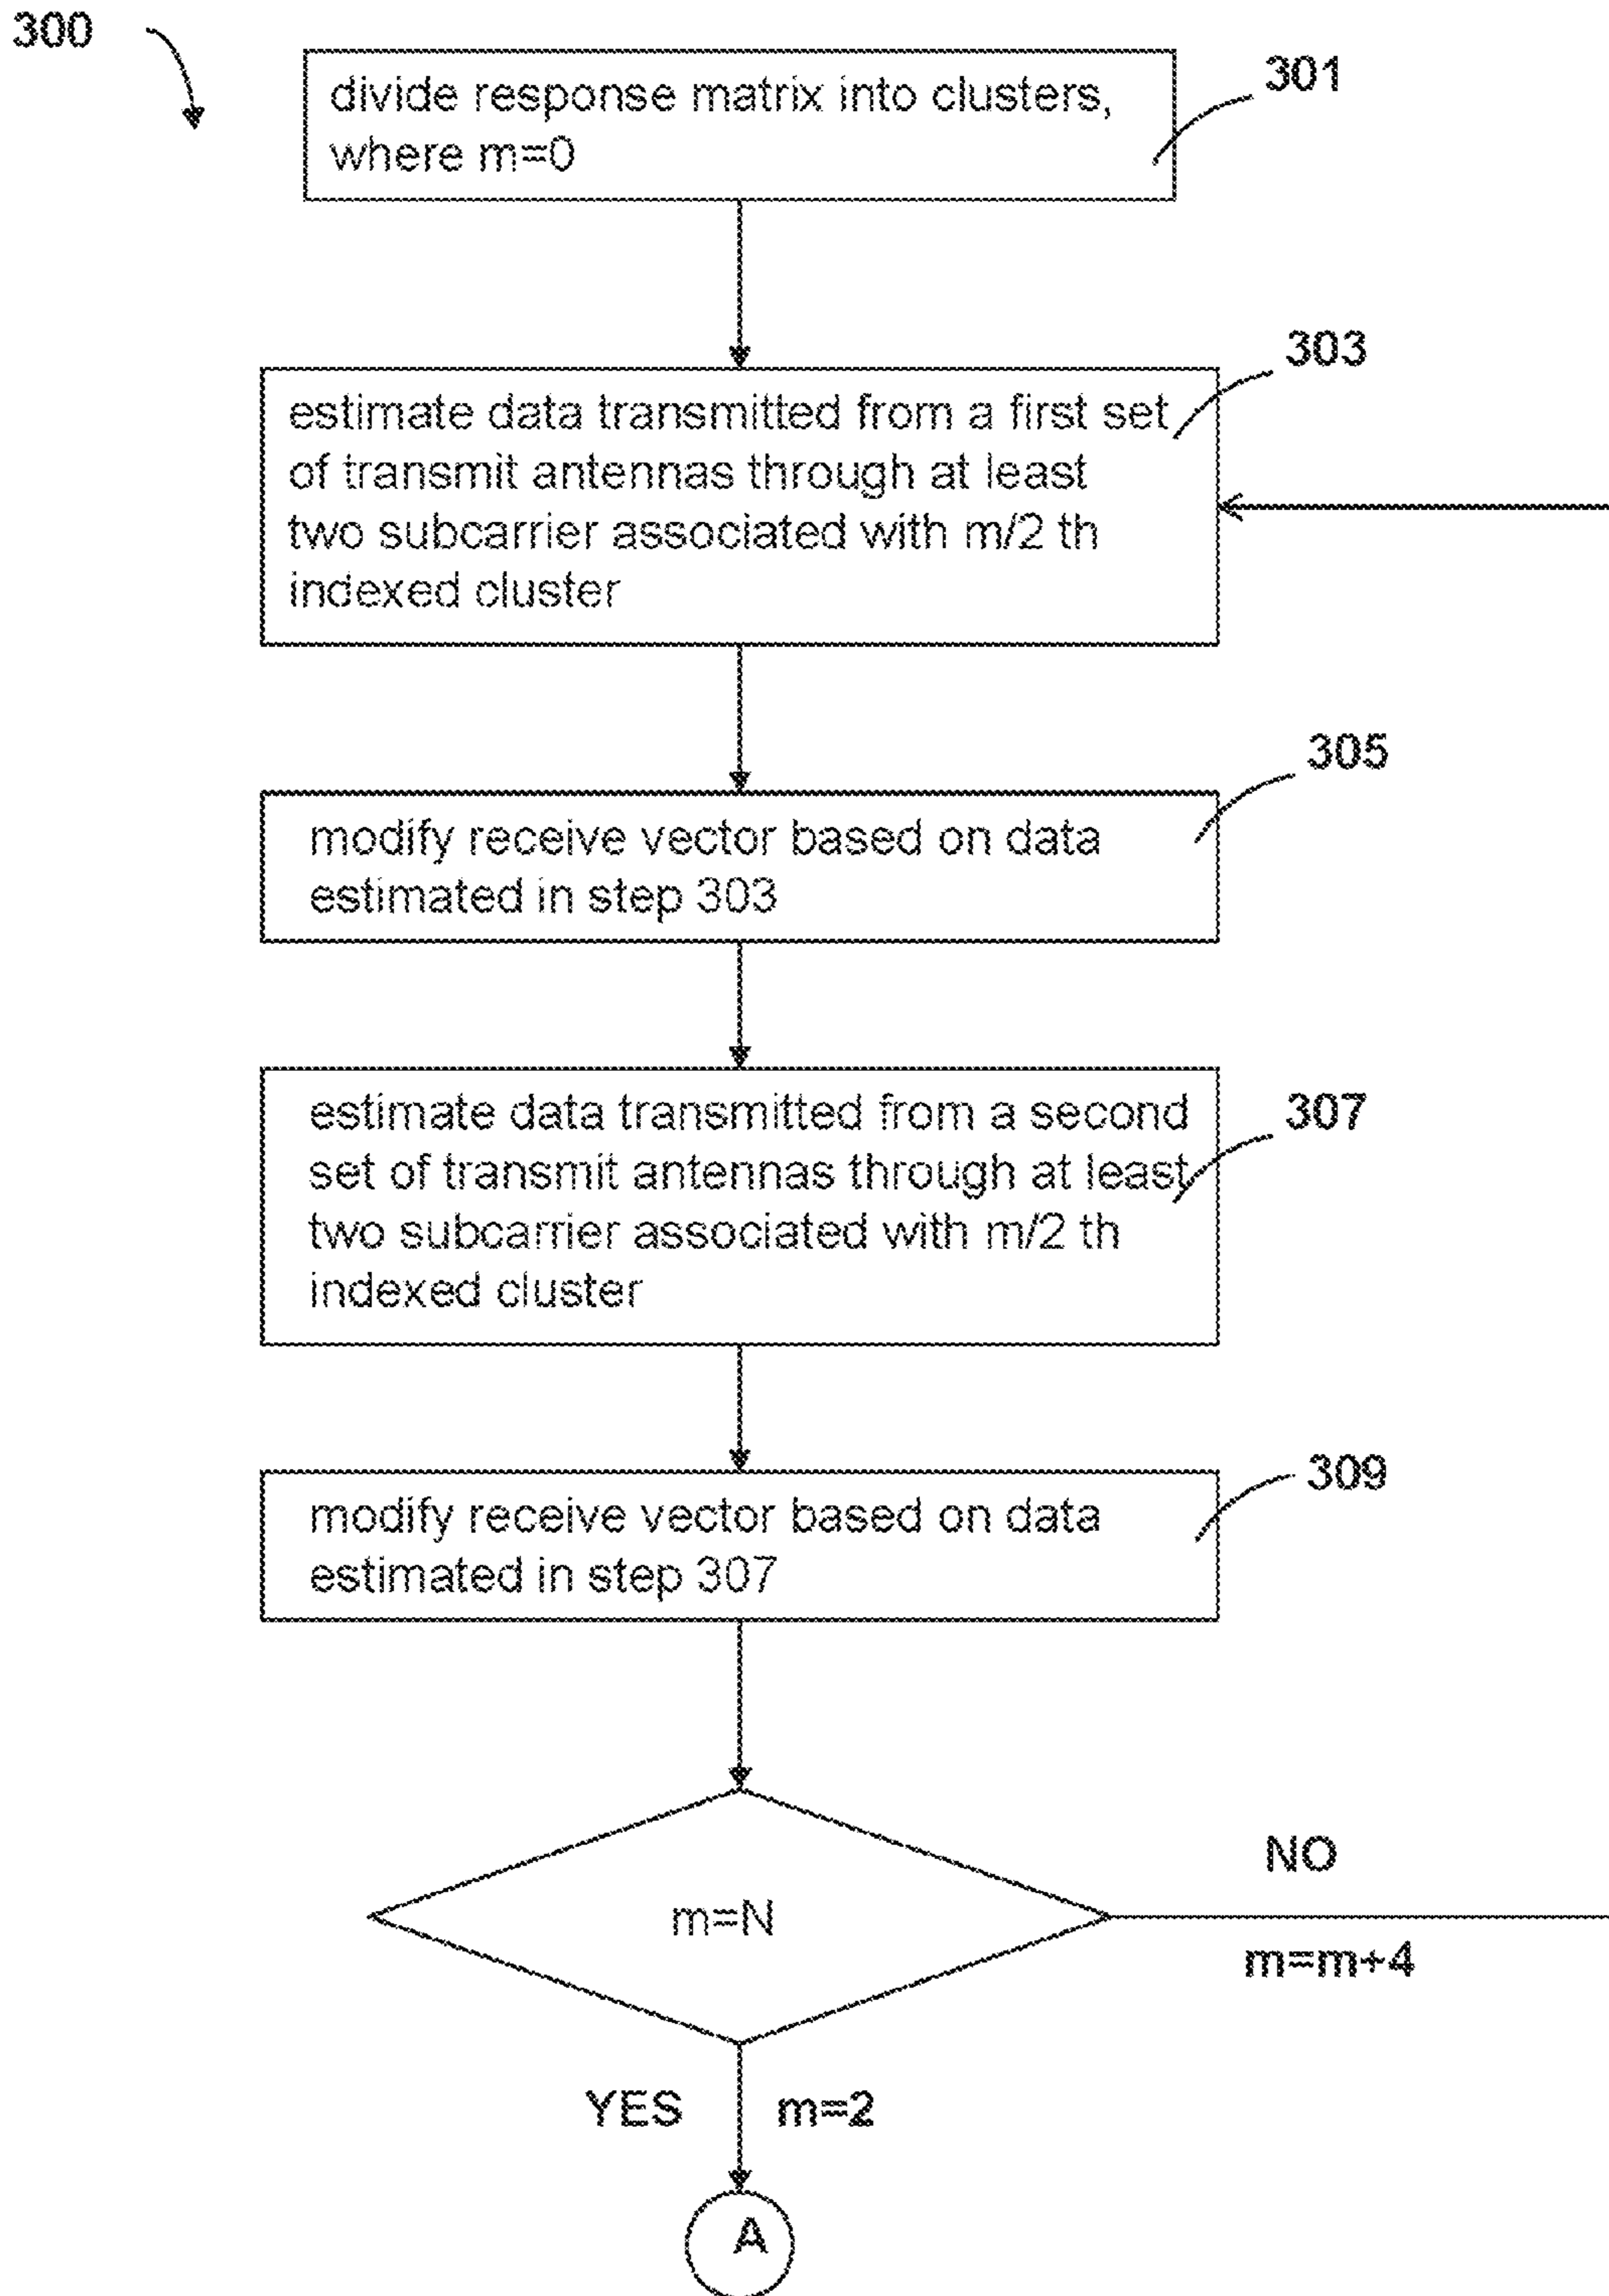 300
301
divide response matrix into clusters,
where m=0
303
estimate data transmitted from a first set
of transmit antennas through at least
two subcarrier associated with m/2 th
indexed cluster
305
modify receive vector based on data
estimated in step 303
307
estimate data transmitted from a second
set of transmit antennas through at least
two subcarrier associated with m/2 th
indexed cluster
309
modify receive vector based on data
estimated in step 307
NO
m=N
m=m+4
YES m=2
A